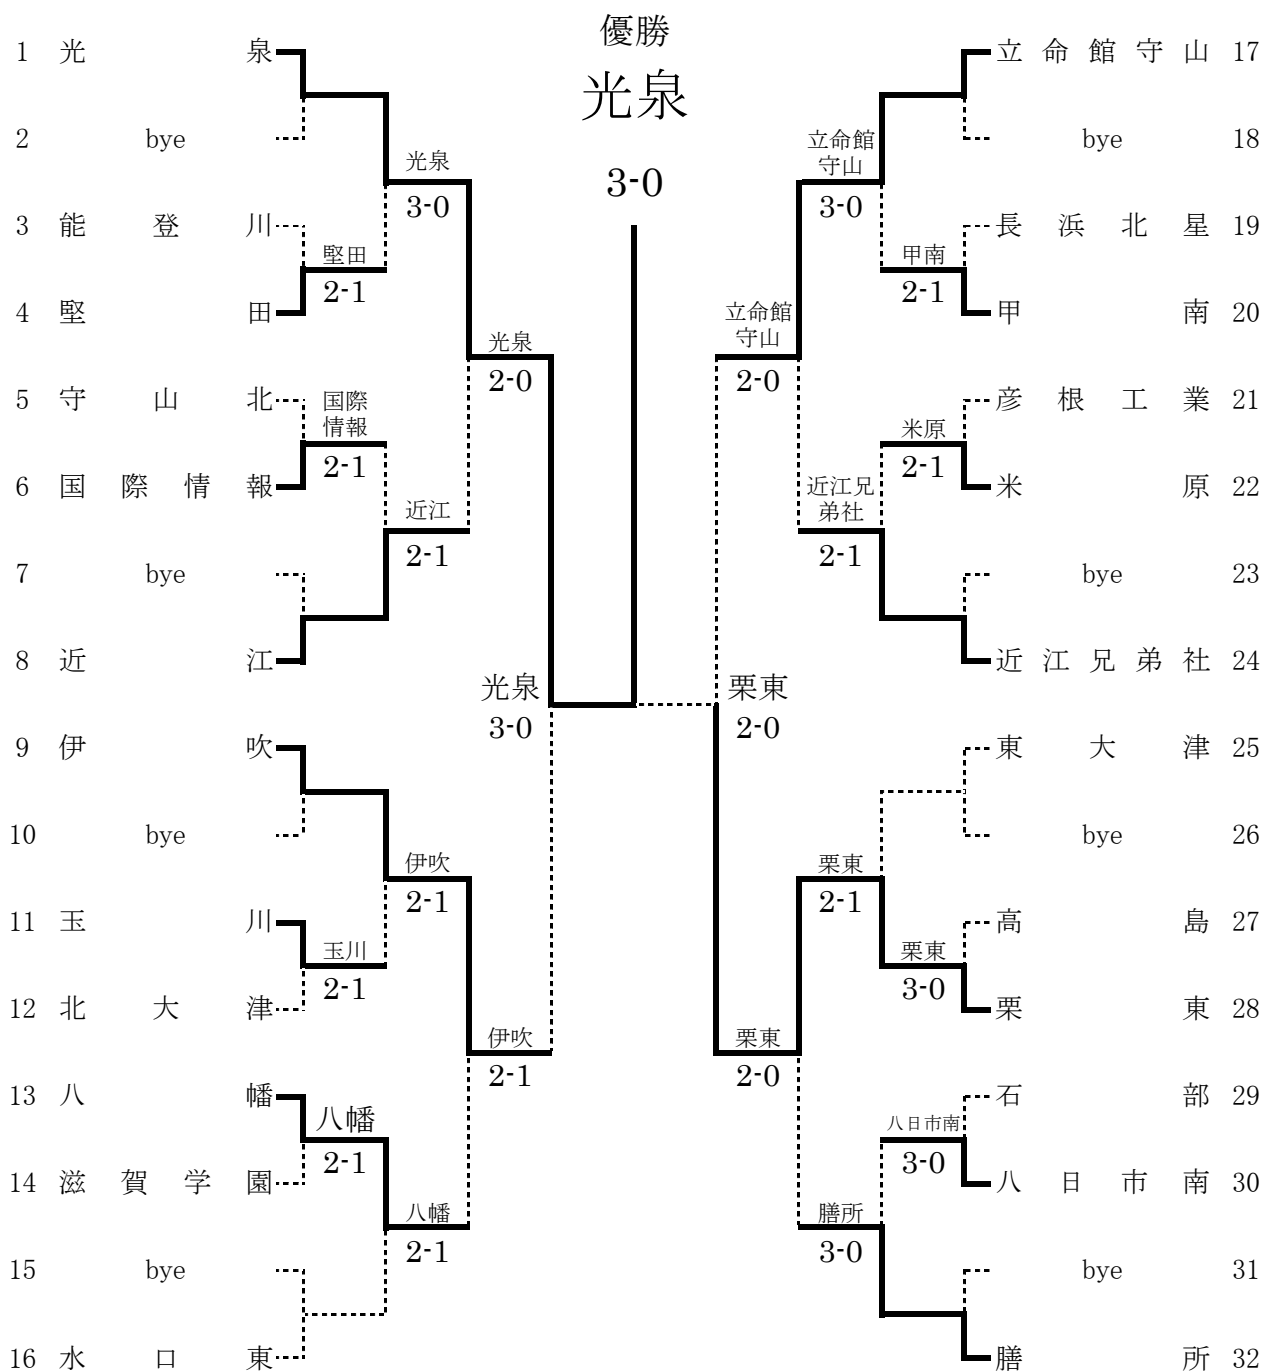 優勝
光泉
3-0
1 光泉
2 bye
3 能登川
4 堅田
5 守山北
6 国際情報
7 bye
8 近江
9 伊吹
10 bye
11 玉川
12 北大津
13 八幡
14 滋賀学園
15 bye
16 水口東
堅田
2-1
国際
情報
2-1
玉川
2-1
八幡
2-1
光泉
3-0
近江
2-1
伊吹
2-1
八幡
2-1
光泉
2-0
伊吹
2-1
光泉
3-0
栗東
2-0
立命館
守山
2-0
栗東
2-0
立命館
守山
3-0
近江兄
弟社
2-1
栗東
2-1
膳所
3-0
甲南
2-1
米原
2-1
栗東
3-0
八日市南
3-0
立命館守山 17
bye 18
長浜北星 19
甲南 20
彦根工業 21
米原 22
bye 23
近江兄弟社 24
東大津 25
bye 26
高島 27
栗東 28
石部 29
八日市南 30
bye 31
膳所 32